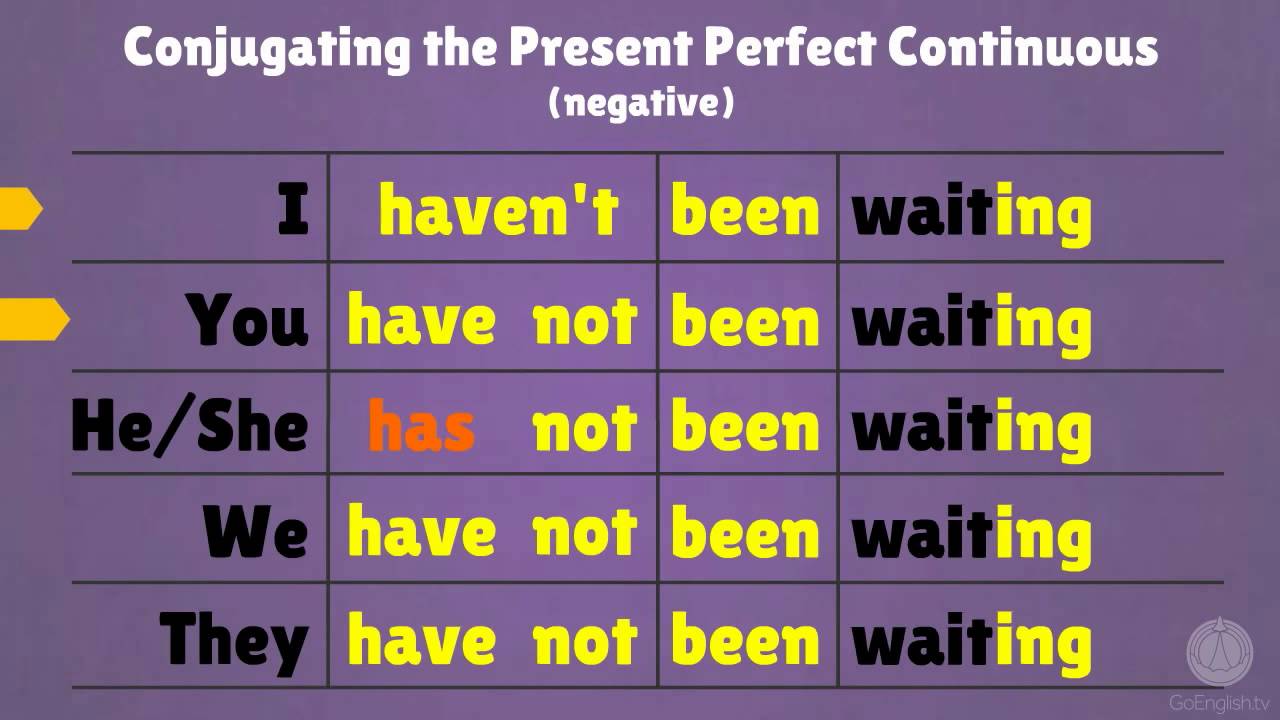 Conjugating the Present Perfect Continuous
(negative)
I haven't been waiting
You have not been waiting
He/She has not been waiting
We have not been waiting
They have not been waiting
GoEnglish.tv